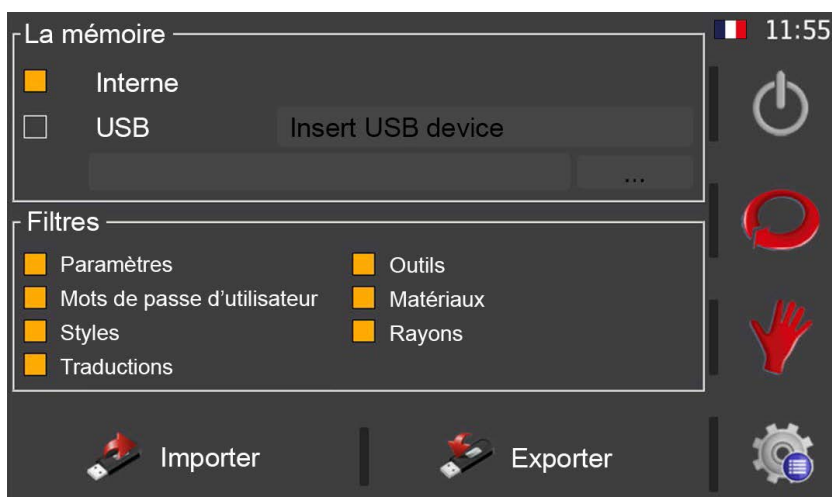 La mémoire
11:55
Interne
USB
Insert USB device
...
Filtres
Paramètres
Outils
Mots de passe d'utilisateur
Matériaux
Styles
Rayons
Traductions
Importer
Exporter